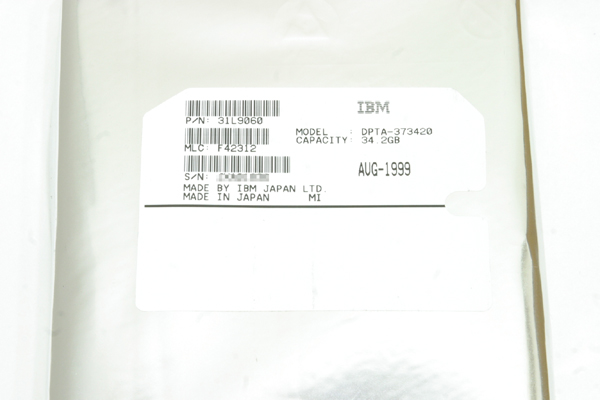 IBM
P/N: 31L9060
MODEL : DPTA-373420
CAPACITY: 34.2GB
MLC: F42312
S/N:
AUG-1999
MADE BY IBM JAPAN LTD.
MADE IN JAPAN MI